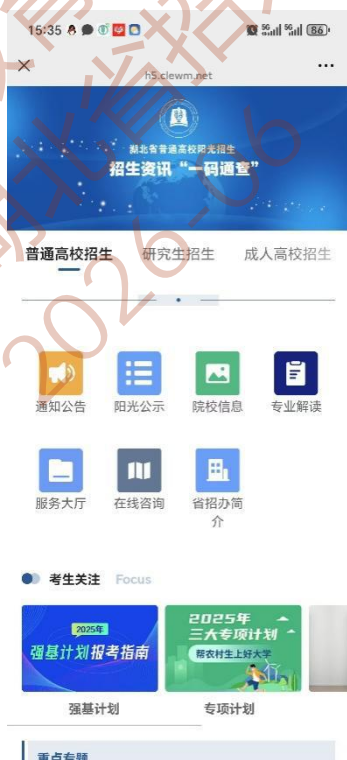 15:35
5G 5G 86
h5.clewm.net
湖北省普通高校阳光招生
招生资讯“一码通查”
普通高校招生 研究生招生 成人高校招生
通知公告 阳光公示 院校信息 专业解读
服务大厅 在线咨询 省招办简
介
考生关注 Focus
2025年
强基计划报考指南
2025年
三大专项计划
帮农村生上好大学
强基计划 专项计划
重点专题
2026-06